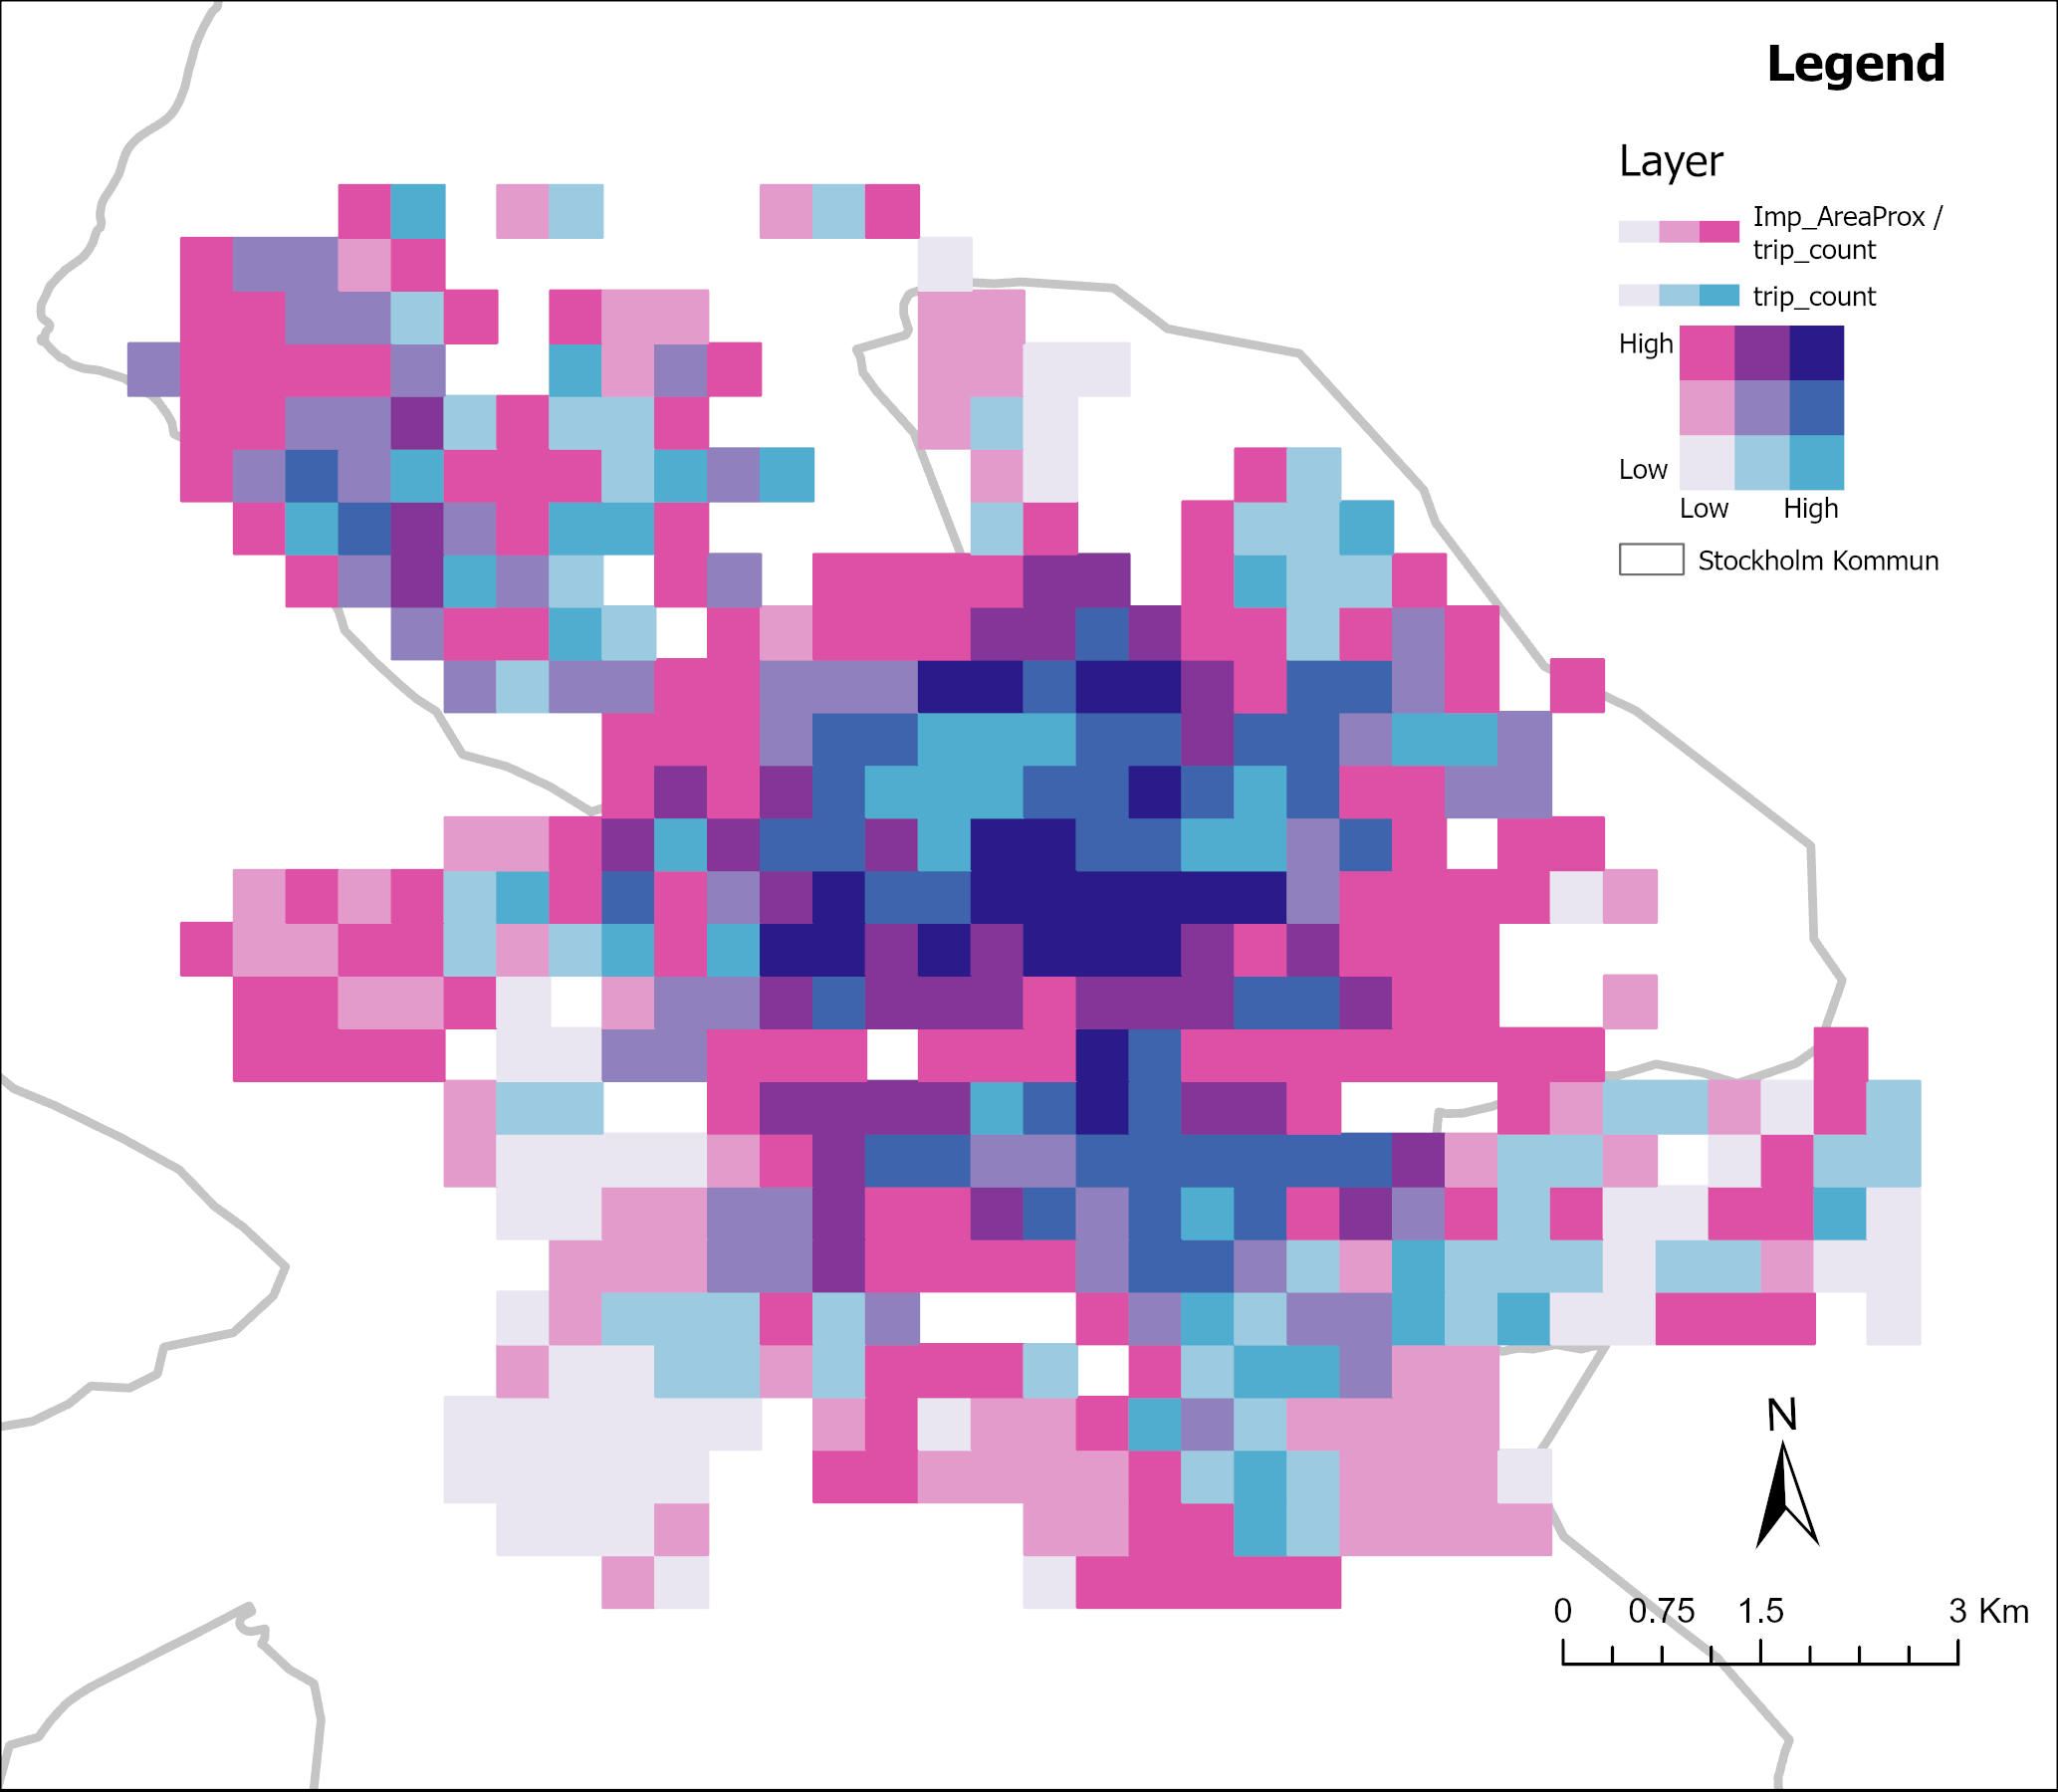 Legend
Layer
Imp_AreaProx /
trip_count
trip_count
High
Low
Low High
Stockholm Kommun
N
0 0.75 1.5 3 Km